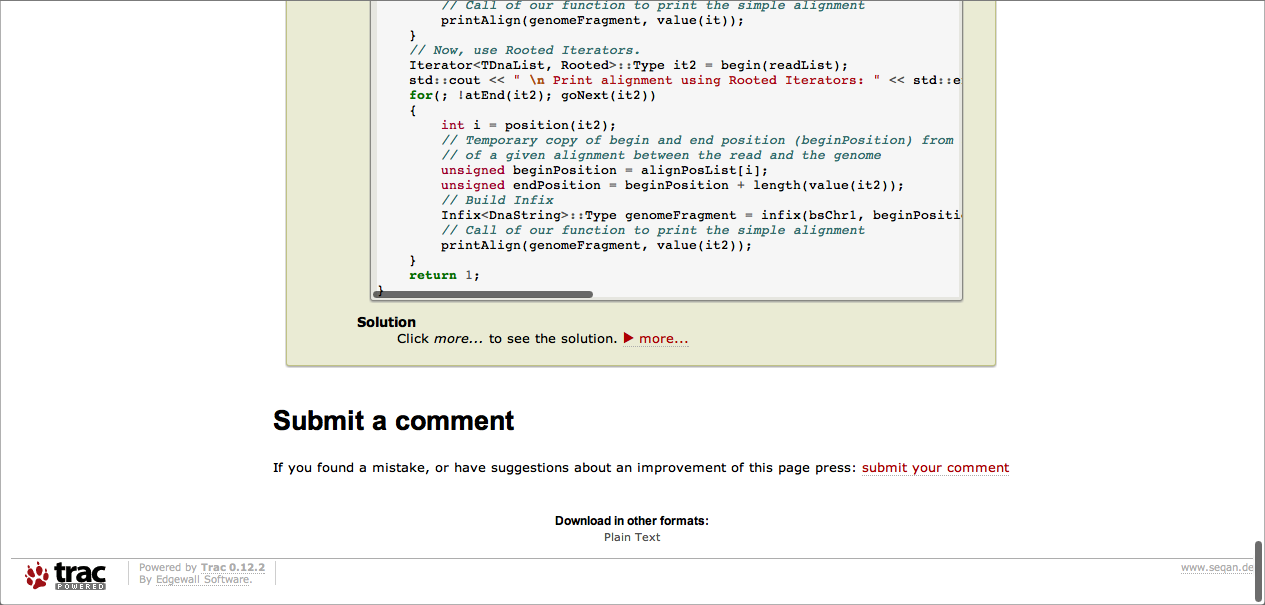 // Call of our function to print the simple alignment
printAlign(genomeFragment, value(it));
}
// Now, use Rooted Iterators.
Iterator<TDnaList, Rooted>::Type it2 = begin(readList);
std::cout << " \n Print alignment using Rooted Iterators: " << std::e
for(; !atEnd(it2); goNext(it2))
{
int i = position(it2);
// Temporary copy of begin and end position (beginPosition) from
// of a given alignment between the read and the genome
unsigned beginPosition = alignPosList[i];
unsigned endPosition = beginPosition + length(value(it2));
// Build Infix
Infix<DnaString>::Type genomeFragment = infix(bsChr1, beginPositi
// Call of our function to print the simple alignment
printAlign(genomeFragment, value(it2));
}
return 1;
}
Solution
Click more... to see the solution. ▶ more...
Submit a comment
If you found a mistake, or have suggestions about an improvement of this page press: submit your comment
Download in other formats:
Plain Text
trac
POWERED
Powered by Trac 0.12.2
By Edgewall Software.
www.seqan.de